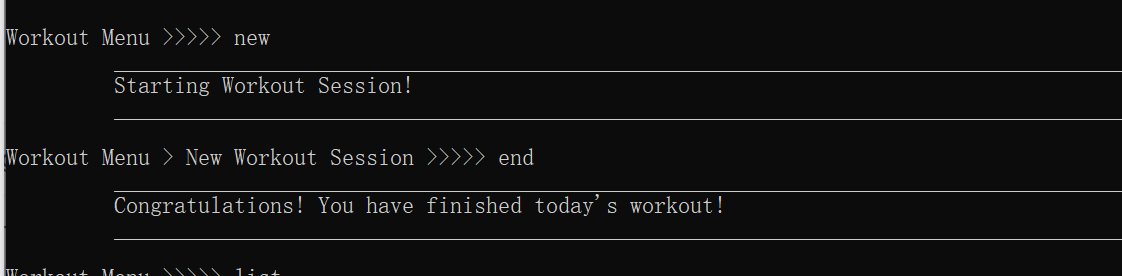 Workout Menu >>>>> new
Starting Workout Session!
Workout Menu > New Workout Session >>>>> end
Congratulations! You have finished today's workout!
Workout Menu >>>>> list